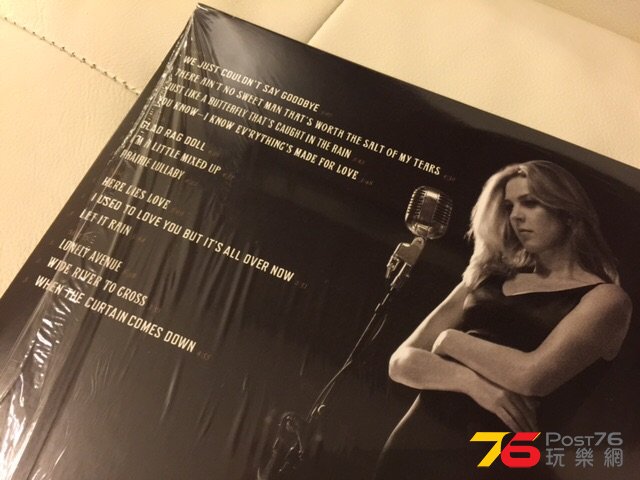 WE JUST COULDN'T SAY GOODBYE
THERE AIN'T NO SWEET MAN THAT'S WORTH THE SALT OF MY TEARS
JUST LIKE A BUTTERFLY THAT'S CAUGHT IN THE RAIN
YOU KNOW–I KNOW EV'RYTHING'S MADE FOR LOVE
GLAD RAG DOLL
I'M A LITTLE MIXED UP
PRAIRIE LULLABY
HERE LIES LOVE
I USED TO LOVE YOU BUT IT'S ALL OVER NOW
LET IT RAIN
LONELY AVENUE
WIDE RIVER TO CROSS
WHEN THE CURTAIN COMES DOWN
76 POST76
玩樂網